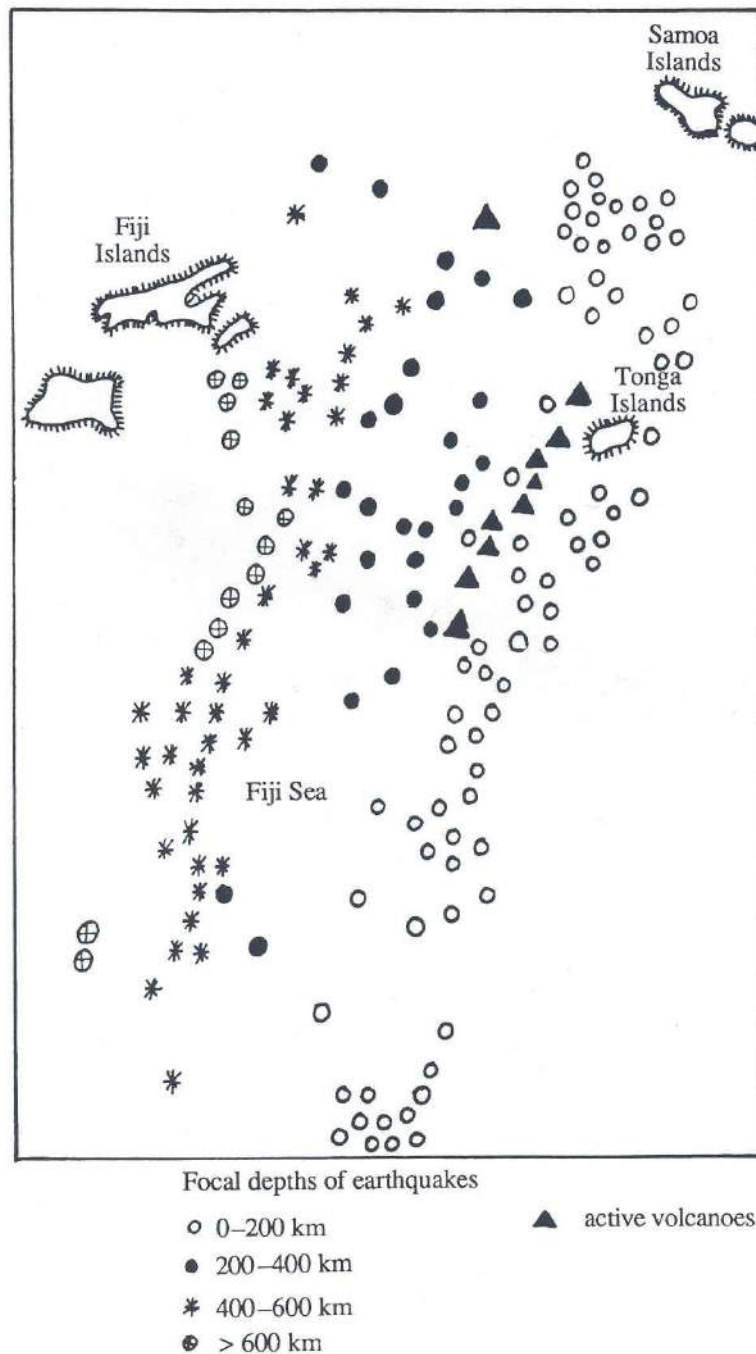 Samoa
Islands
Fiji
Islands
Tonga
Islands
Fiji Sea
Focal depths of earthquakes
0–200 km
200–400 km
400–600 km
> 600 km
active volcanoes